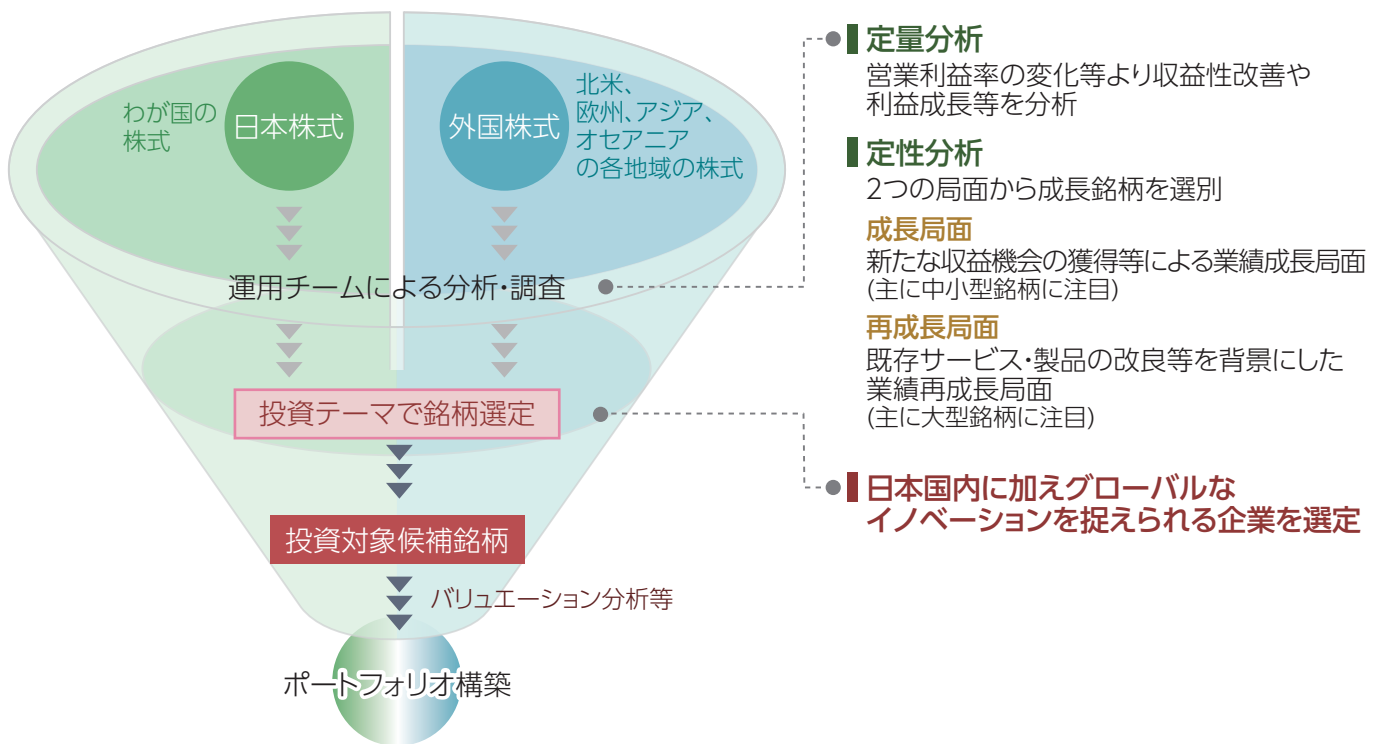 わが国の
株式
日本株式
外国株式
北米、
欧州、アジア、
オセアニア
の各地域の株式
運用チームによる分析・調査
投資テーマで銘柄選定
投資対象候補銘柄
バリュエーション分析等
ポートフォリオ構築
定量分析
営業利益率の変化等より収益性改善や
利益成長等を分析
定性分析
2つの局面から成長銘柄を選別
成長局面
新たな収益機会の獲得等による業績成長局面
(主に中小型銘柄に注目)
再成長局面
既存サービス・製品の改良等を背景にした
業績再成長局面
(主に大型銘柄に注目)
日本国内に加えグローバルな
イノベーションを捉えられる企業を選定